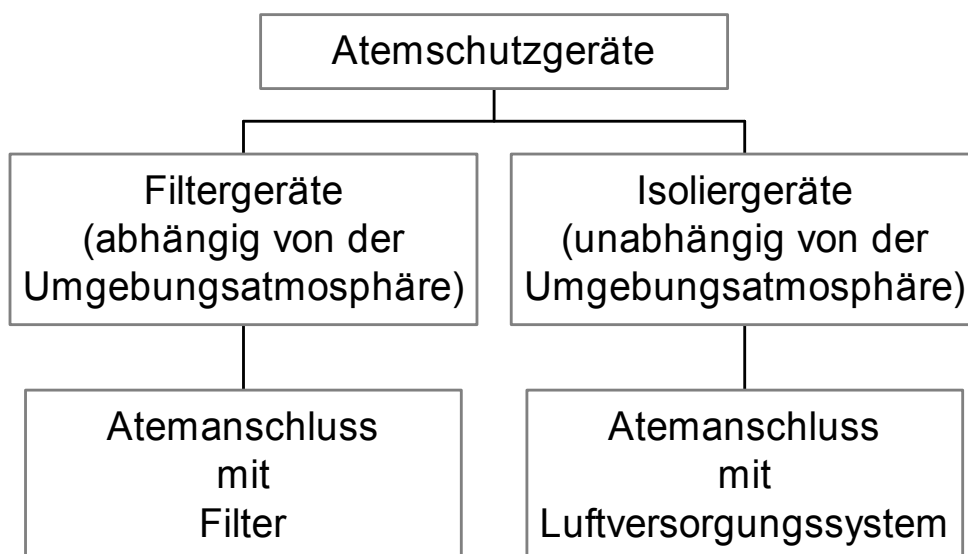 Atemschutzgeräte
Filtergeräte
(abhängig von der
Umgebungsatmosphäre)
Isoliergeräte
(unabhängig von der
Umgebungsatmosphäre)
Atemanschluss
mit
Filter
Atemanschluss
mit
Luftversorgungssystem